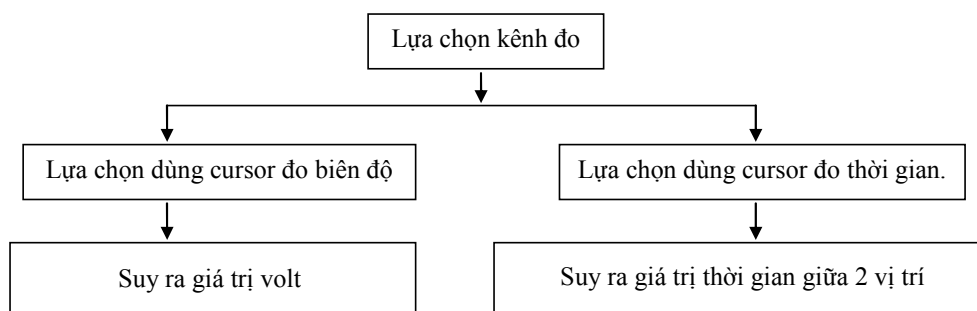 Lựa chọn kênh đo
Lựa chọn dùng cursor đo biên độ
Lựa chọn dùng cursor đo thời gian.
Suy ra giá trị volt
Suy ra giá trị thời gian giữa 2 vị trí